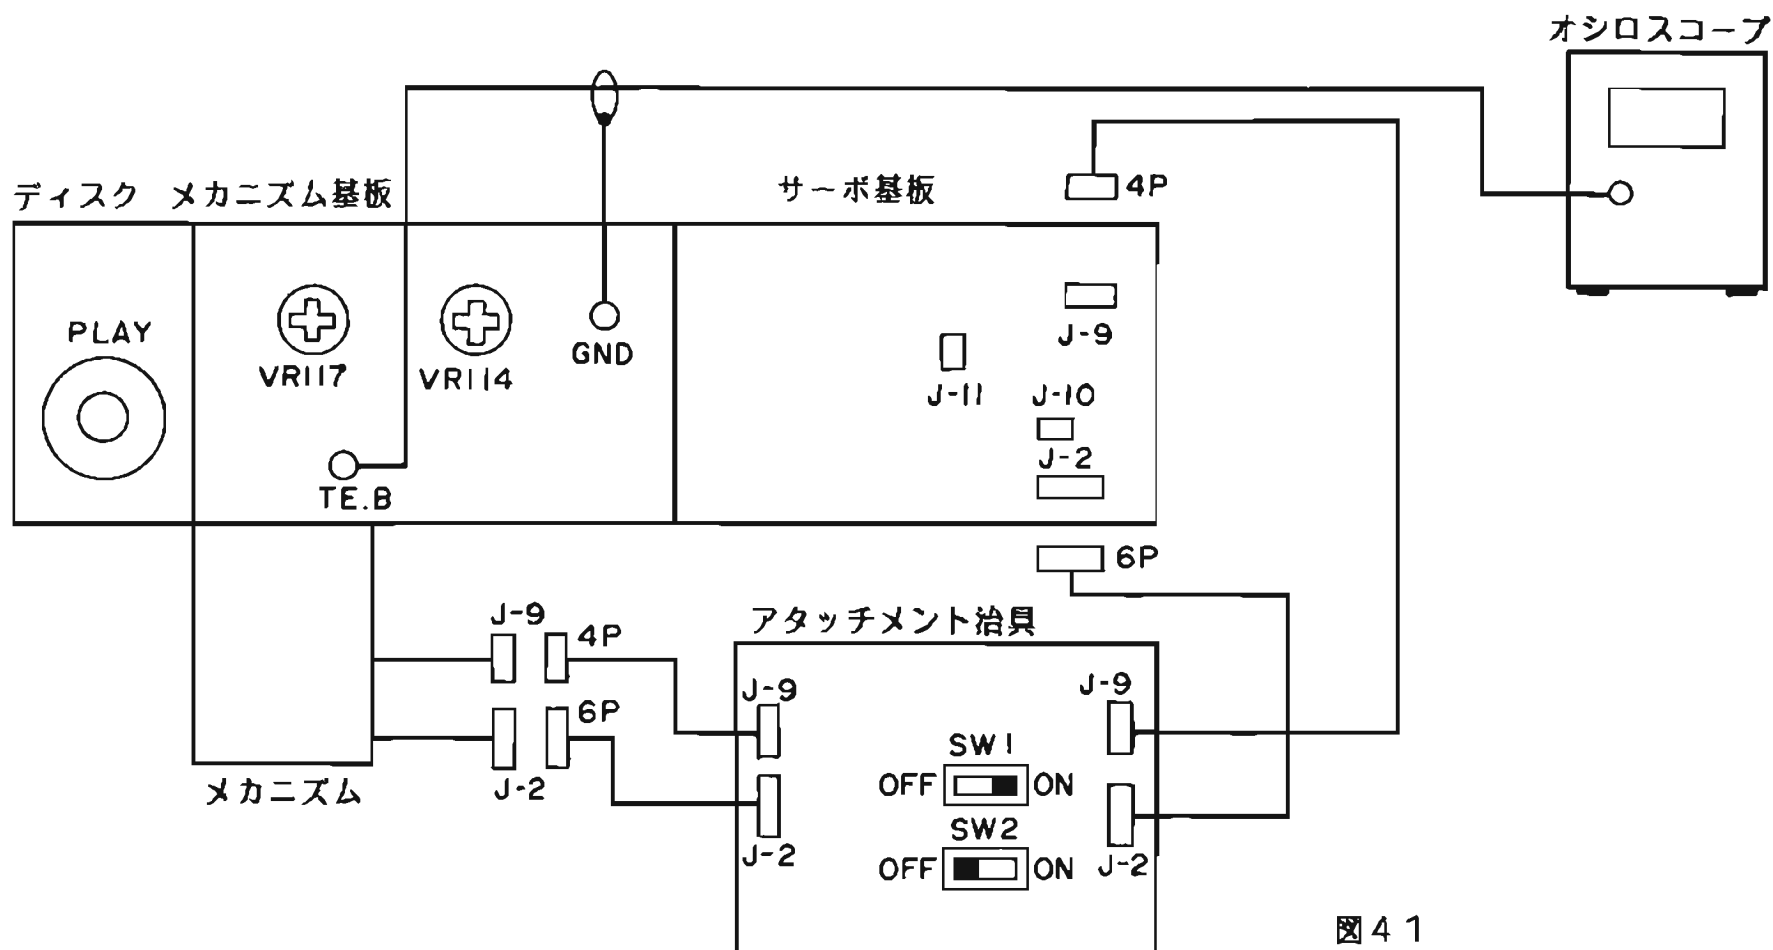 オシロスコープ
4P
ディスク メカニズム基板
サーボ基板
PLAY
VR117
VR114
GND
TE.B
J-9
J-11
J-10
J-2
6P
J-9
4P
6P
J-2
メカニズム
アタッチメント治具
J-9
J-9
SW1
OFF
ON
SW2
OFF
ON
J-2
J-2
図41